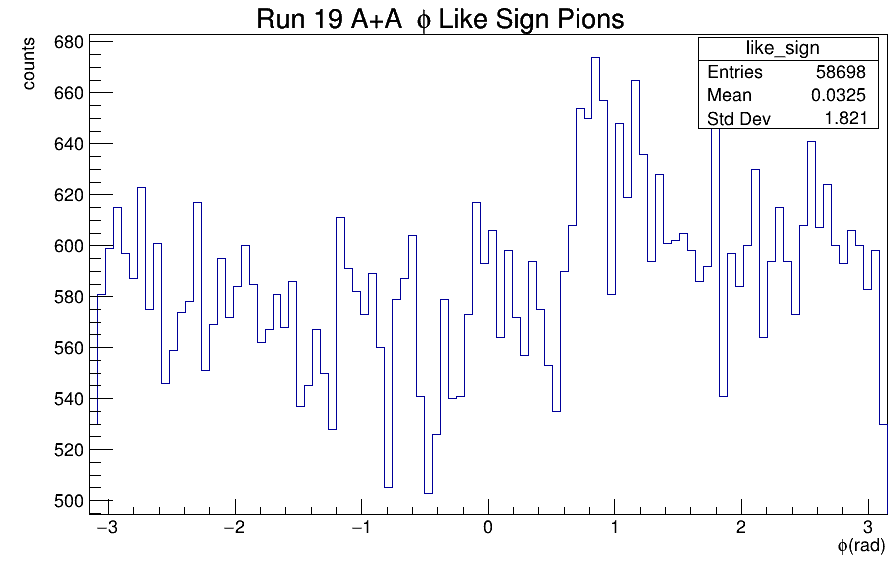 Run 19 A+A ϕ Like Sign Pions
counts
like_sign
Entries 58698
Mean 0.0325
Std Dev 1.821
680
660
640
620
600
580
560
540
520
500
−3 −2 −1 0 1 2 3
ϕ(rad)